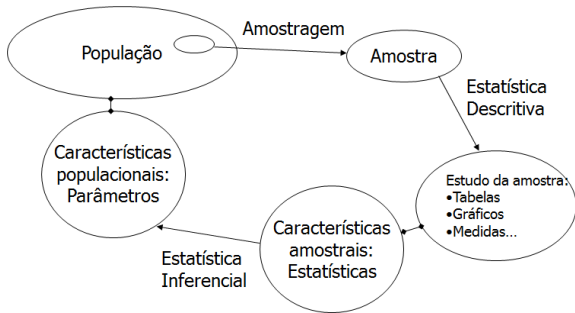 Amostragem
População
Amostra
Estatística
Descritiva
Características
populacionais:
Parâmetros
Estudo da amostra:
•Tabelas
•Gráficos
•Medidas...
Características
amostrais:
Estatísticas
Estatística
Inferencial